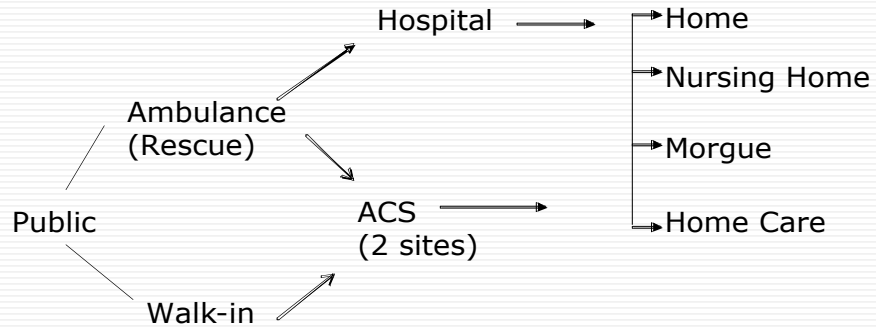 Hospital
Home
Nursing Home
Ambulance
(Rescue)
Morgue
Public
ACS
(2 sites)
Home Care
Walk-in